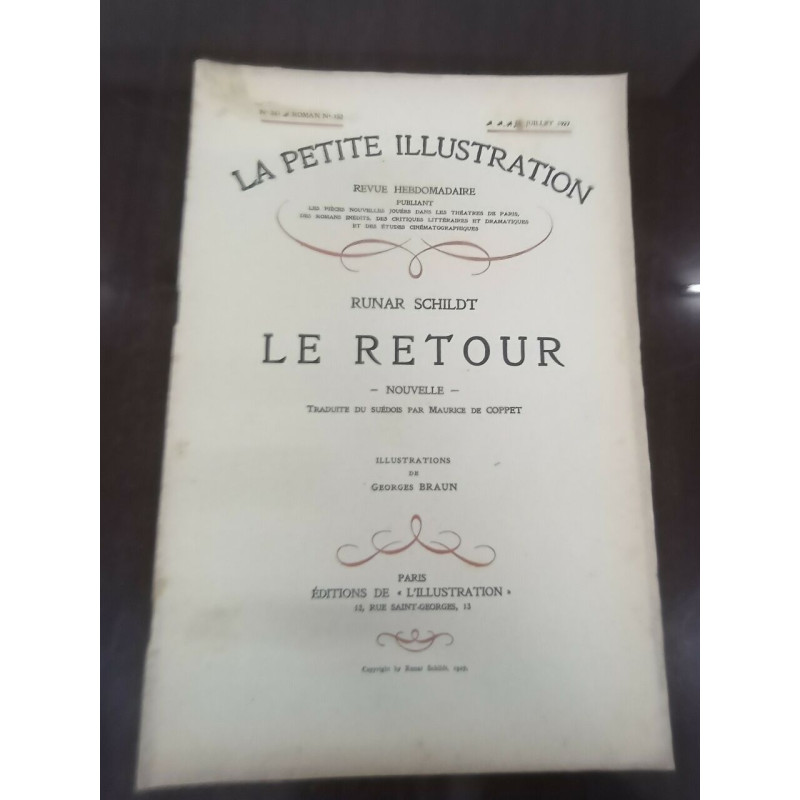 ROMAN
JUILLET
LA PETITE ILLUSTRATION
REVUE HEBDOMADAIRE
PUBLIANT
LES PIÈCES NOUVELLES JOUÉES DANS LES THÉATRES DE PARIS,
DES ROMANS INÉDITS, DES CRITIQUES LITTÉRAIRES ET DRAMATIQUES
ET DES ÉTUDES CINÉMATOGRAPHIQUES
RUNAR SCHILDT
LE RETOUR
— NOUVELLE —
TRADUITE DU SUÉDOIS PAR MAURICE DE COPPET
ILLUSTRATIONS
DE
GEORGES BRAUN
PARIS
ÉDITIONS DE « L'ILLUSTRATION »
13, RUE SAINT-GEORGES, 13
Copyright by Runar Schildt,